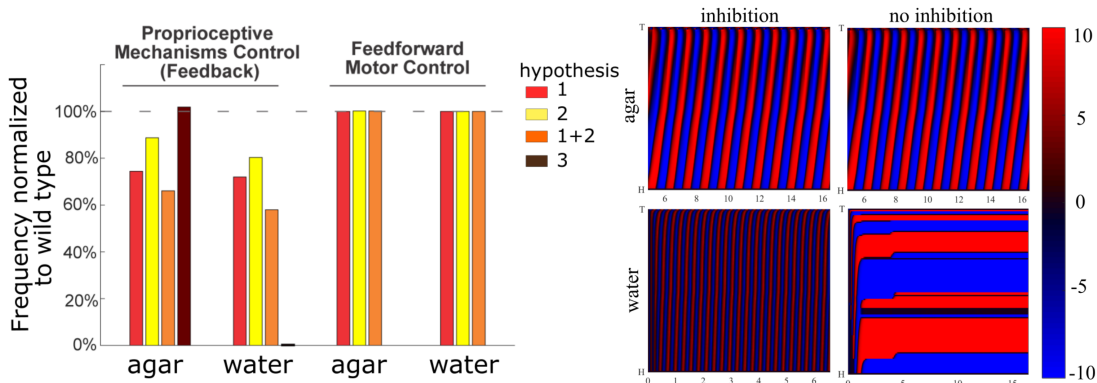 Proprioceptive
Mechanisms Control
(Feedback)
Feedforward
Motor Control
Frequency normalized
to wild type
100%
80%
60%
40%
20%
0%
agar
water
agar
water
hypothesis
1
2
1+2
3
inhibition
no inhibition
agar
T
H
6 8 10 12 14 16
T
H
6 8 10 12 14 16
water
T
H
0 1 2 3 4 5 6
T
H
0 5 10 15
10
5
0
-5
-10